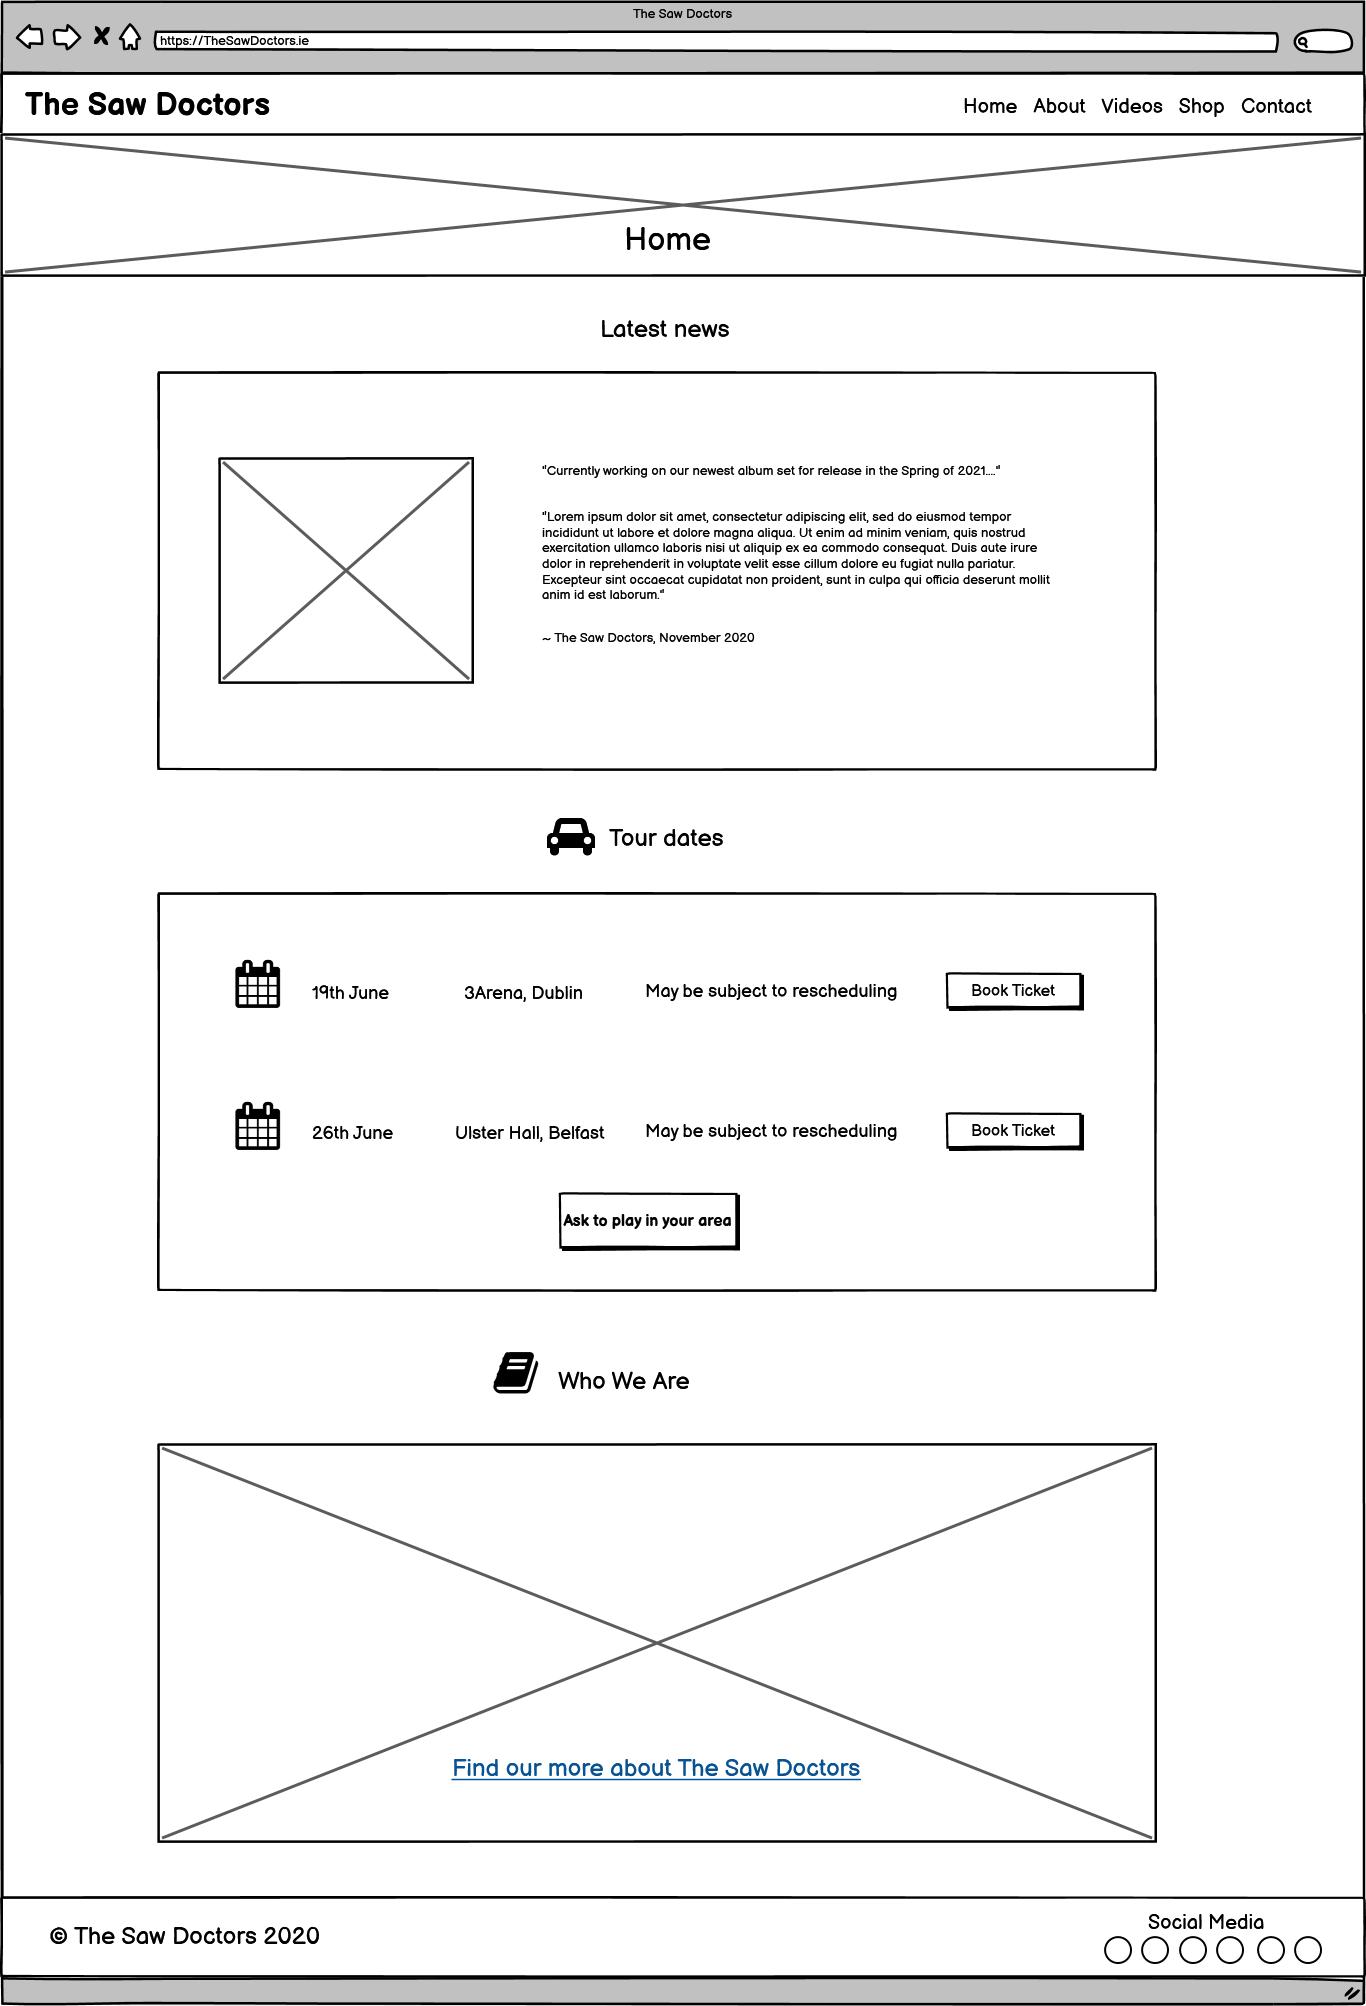 The Saw Doctors
https://TheSawDoctors.ie
The Saw Doctors
Home About Videos Shop Contact
Home
Latest news
"Currently working on our newest album set for release in the Spring of 2021...."
"Lorem ipsum dolor sit amet, consectetur adipiscing elit, sed do eiusmod tempor
incididunt ut labore et dolore magna aliqua. Ut enim ad minim veniam, quis nostrud
exercitation ullamco laboris nisi ut aliquip ex ea commodo consequat. Duis aute irure
dolor in reprehenderit in voluptate velit esse cillum dolore eu fugiat nulla pariatur.
Excepteur sint occaecat cupidatat non proident, sunt in culpa qui officia deserunt mollit
anim id est laborum."
~ The Saw Doctors, November 2020
Tour dates
19th June 3Arena, Dublin May be subject to rescheduling Book Ticket
26th June Ulster Hall, Belfast May be subject to rescheduling Book Ticket
Ask to play in your area
Who We Are
Find our more about The Saw Doctors
© The Saw Doctors 2020
Social Media